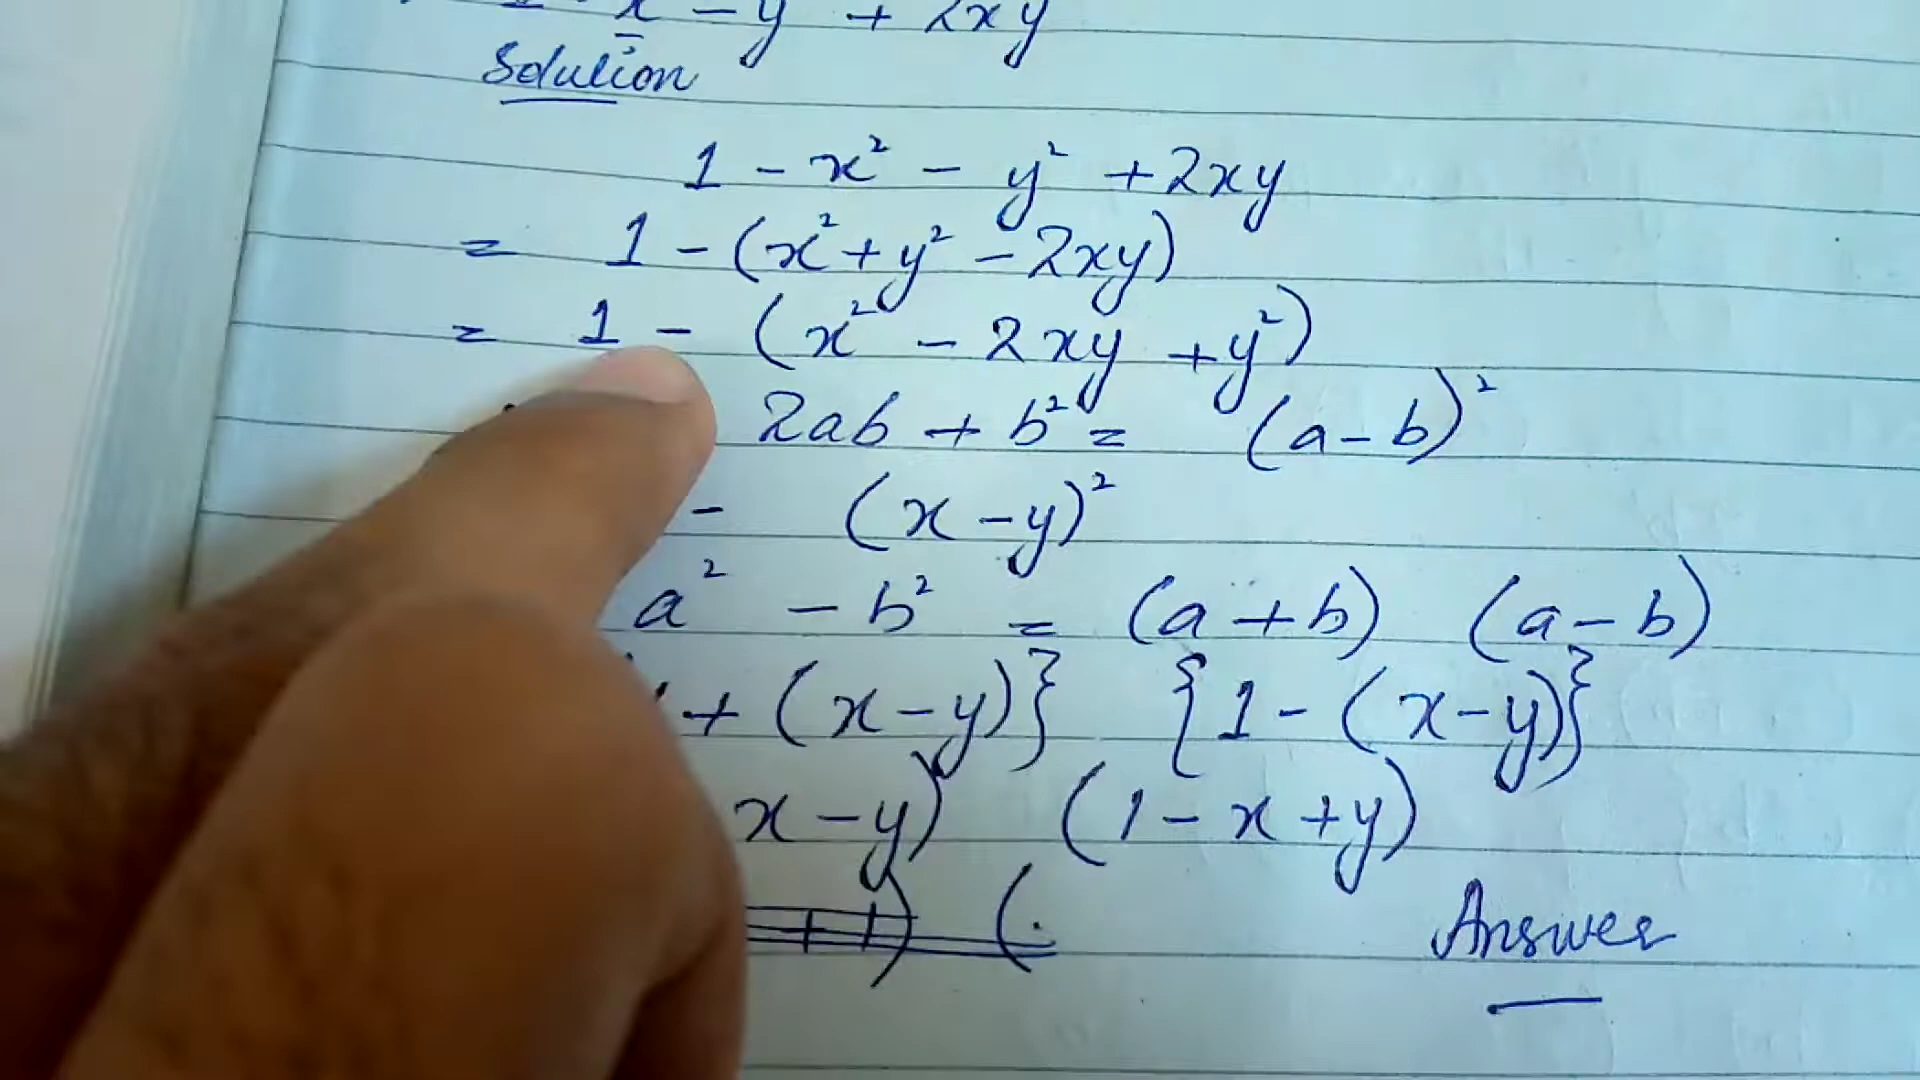 x - y + 2xy
Solution
1 - x² - y² + 2xy
= 1 - (x² + y² - 2xy)
= 1 - (x² - 2xy + y²)
2ab + b² = (a - b)²
- (x - y)²
a² - b² = (a + b) (a - b)
+ (x - y)} {1 - (x - y)}
x - y) (1 - x + y)
Answer